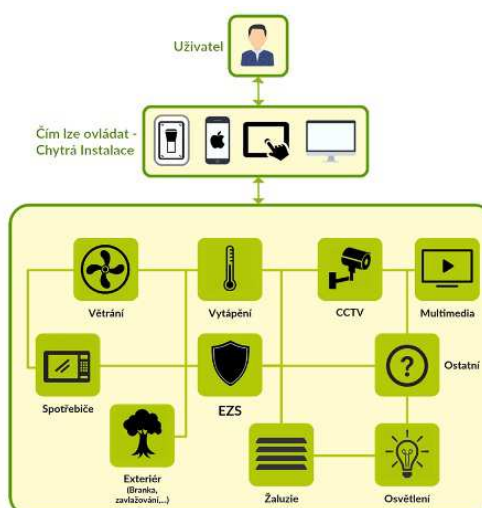 Uživatel
Čím lze ovládat -
Chytrá Instalace
Větrání
Vytápění
CCTV
Multimedia
Spotřebiče
EZS
Ostatní
Exteriér
(Branka,
zavlažování,...)
Žaluzie
Osvětlení